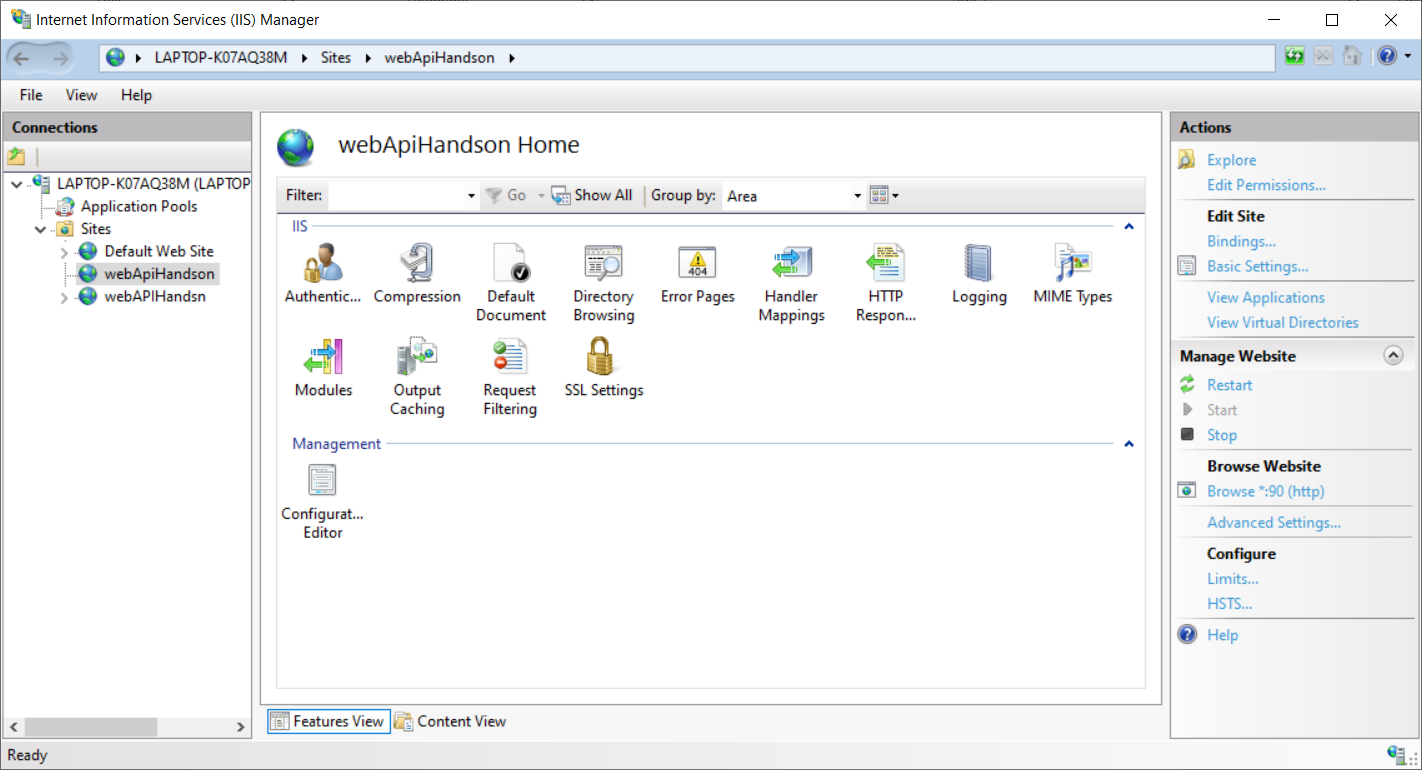 Internet Information Services (IIS) Manager
LAPTOP-K07AQ38M
Sites
webApiHandson
File
View
Help
Connections
LAPTOP-K07AQ38M (LAPTOP
Application Pools
Sites
Default Web Site
webApiHandson
webAPIHandsn
webApiHandson Home
Filter:
Go
Show All
Group by:
Area
IIS
Authentic...
Compression
Default
Document
Directory
Browsing
404
Error Pages
Handler
Mappings
HTTP
Respon...
Logging
MIME Types
Modules
Output
Caching
Request
Filtering
SSL Settings
Management
Configurat...
Editor
Features View
Content View
Actions
Explore
Edit Permissions...
Edit Site
Bindings...
Basic Settings...
View Applications
View Virtual Directories
Manage Website
Restart
Start
Stop
Browse Website
Browse *:90 (http)
Advanced Settings...
Configure
Limits...
HSTS...
Help
Ready